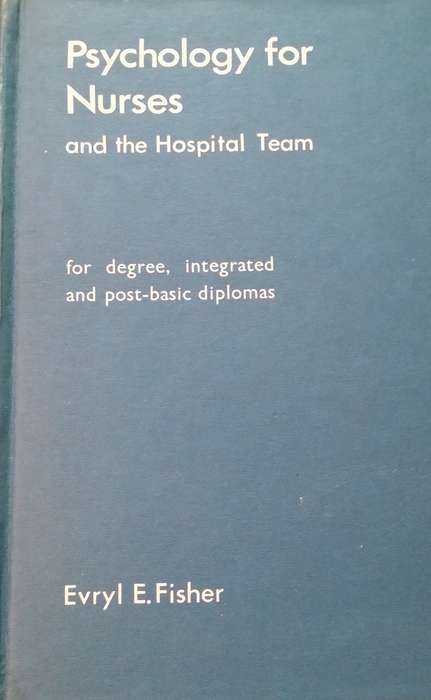 Psychology for
Nurses
and the Hospital Team
for degree, integrated
and post-basic diplomas
Evryl E. Fisher